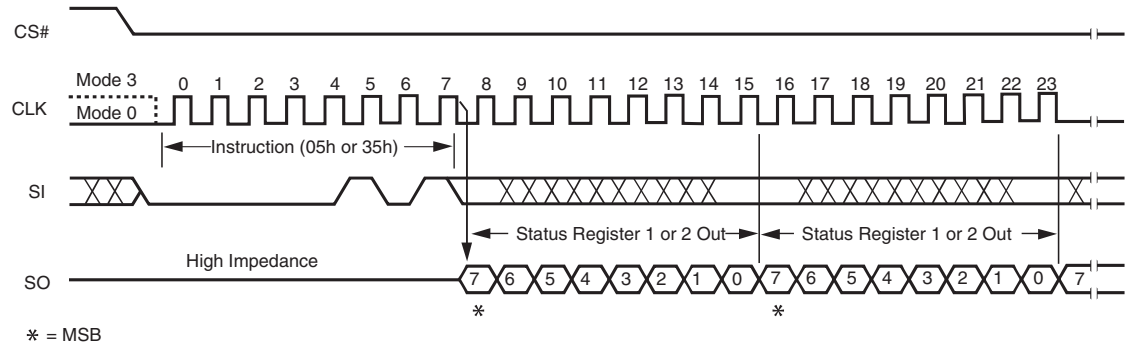 CS#
Mode 3
0 1 2 3 4 5 6 7 8 9 10 11 12 13 14 15 16 17 18 19 20 21 22 23
CLK
Mode 0
Instruction (05h or 35h)
SI
Status Register 1 or 2 Out Status Register 1 or 2 Out
High Impedance
SO
7 6 5 4 3 2 1 0 7 6 5 4 3 2 1 0 7
* *
* = MSB